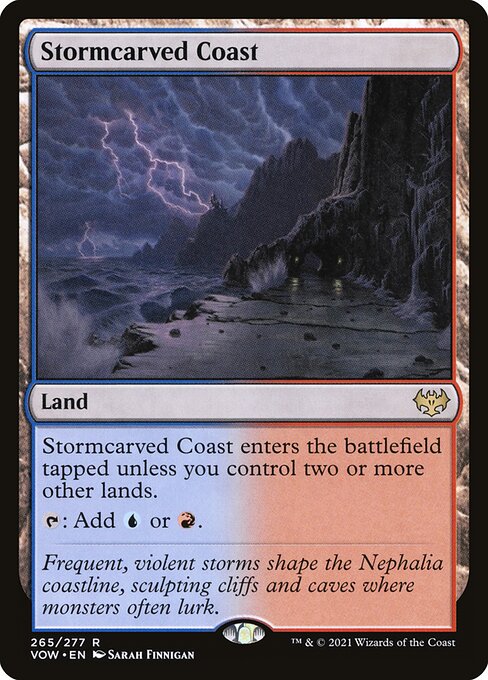 Stormcarved Coast
Land
Stormcarved Coast enters the battlefield
tapped unless you control two or more
other lands.
: Add or .
Frequent, violent storms shape the Nephalia
coastline, sculpting cliffs and caves where
monsters often lurk.
265/277 R
VOW • EN SARAH FINNIGAN
™ & © 2021 Wizards of the Coast